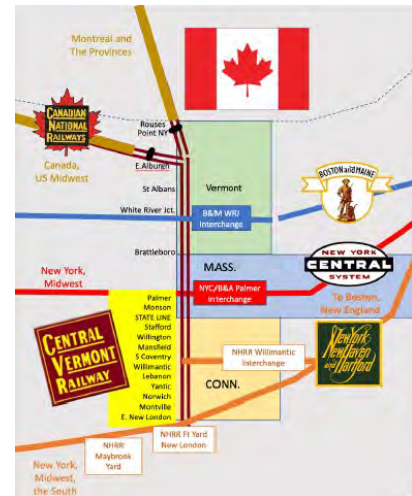 Montreal and
The Provinces
CANADIAN
NATIONAL
RAILWAYS
Rouses
Point NY
E.Alburgh
Canada,
US Midwest
St Albans
Vermont
BOSTON AND MAINE
White River Jct.
B&M WRJ
Interchange
Brattleboro
NEW YORK
CENTRAL
SYSTEM
MASS.
New York,
Midwest
NYC/B&A Palmer
Interchange
To Boston,
New England
CENTRAL
VERMONT
RAILWAY
Palmer
Monson
STATE LINE
Stafford
Willington
Mansfield
S Coventry
Willimantic
Lebanon
Yantic
Norwich
Montville
E. New London
NHRR Willimantic
Interchange
New York
New Haven
and Hartford
CONN.
NHRR
Maybrook
Yard
NHRR Ft Yard
New London
New York,
Midwest,
the South